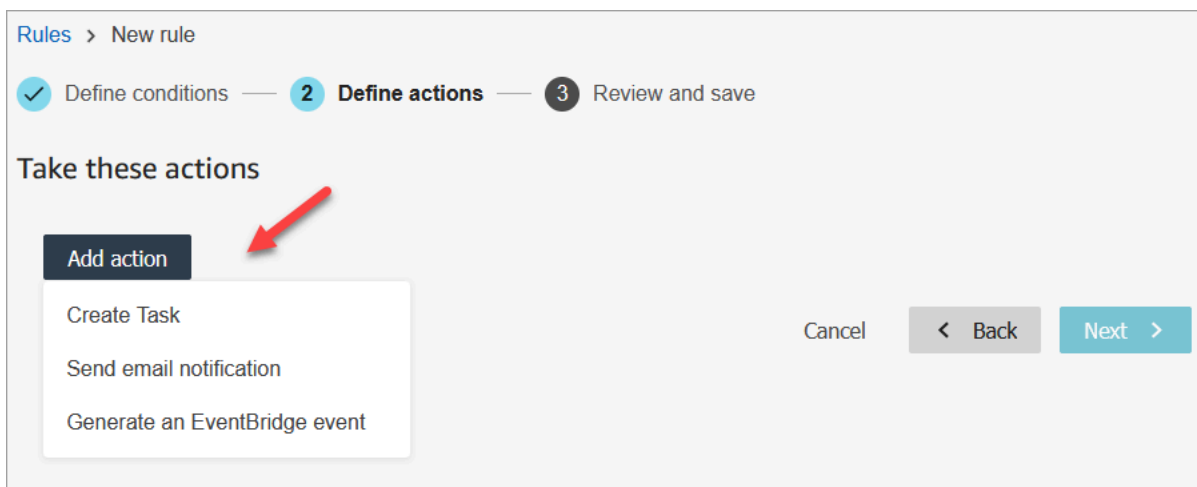 Rules > New rule
Define conditions 2 Define actions 3 Review and save
Take these actions
Add action
Create Task
Send email notification
Generate an EventBridge event
Cancel < Back Next >